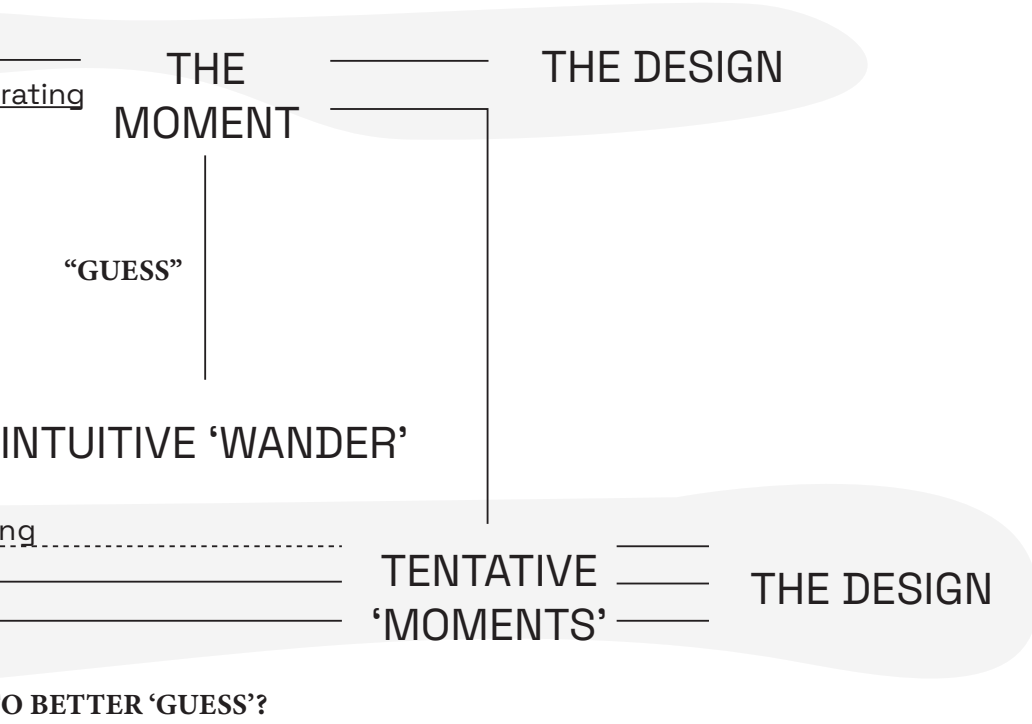 THE
MOMENT
THE DESIGN
rating
“GUESS”
INTUITIVE ‘WANDER’
ng
TENTATIVE
‘MOMENTS’
THE DESIGN
O BETTER ‘GUESS’?